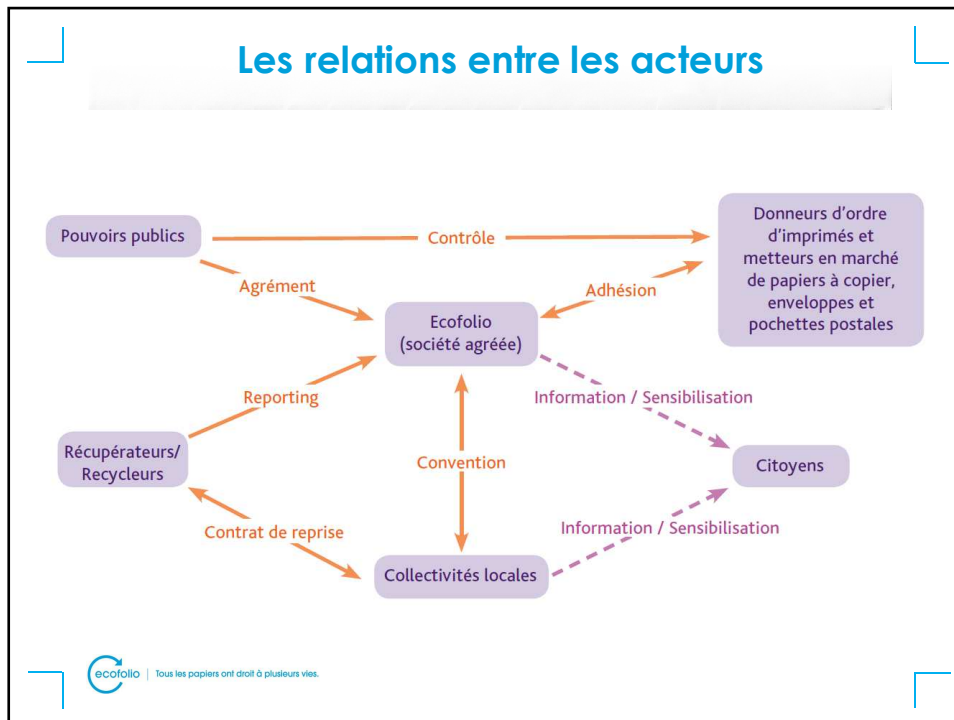 Les relations entre les acteurs
Pouvoirs publics
Contrôle
Donneurs d'ordre
d'imprimés et
metteurs en marché
de papiers à copier,
enveloppes et
pochettes postales
Agrément
Adhésion
Ecofolio
(société agréée)
Reporting
Information / Sensibilisation
Récupérateurs/
Recycleurs
Convention
Citoyens
Contrat de reprise
Information / Sensibilisation
Collectivités locales
ecofolio
Tous les papiers ont droit à plusieurs vies.